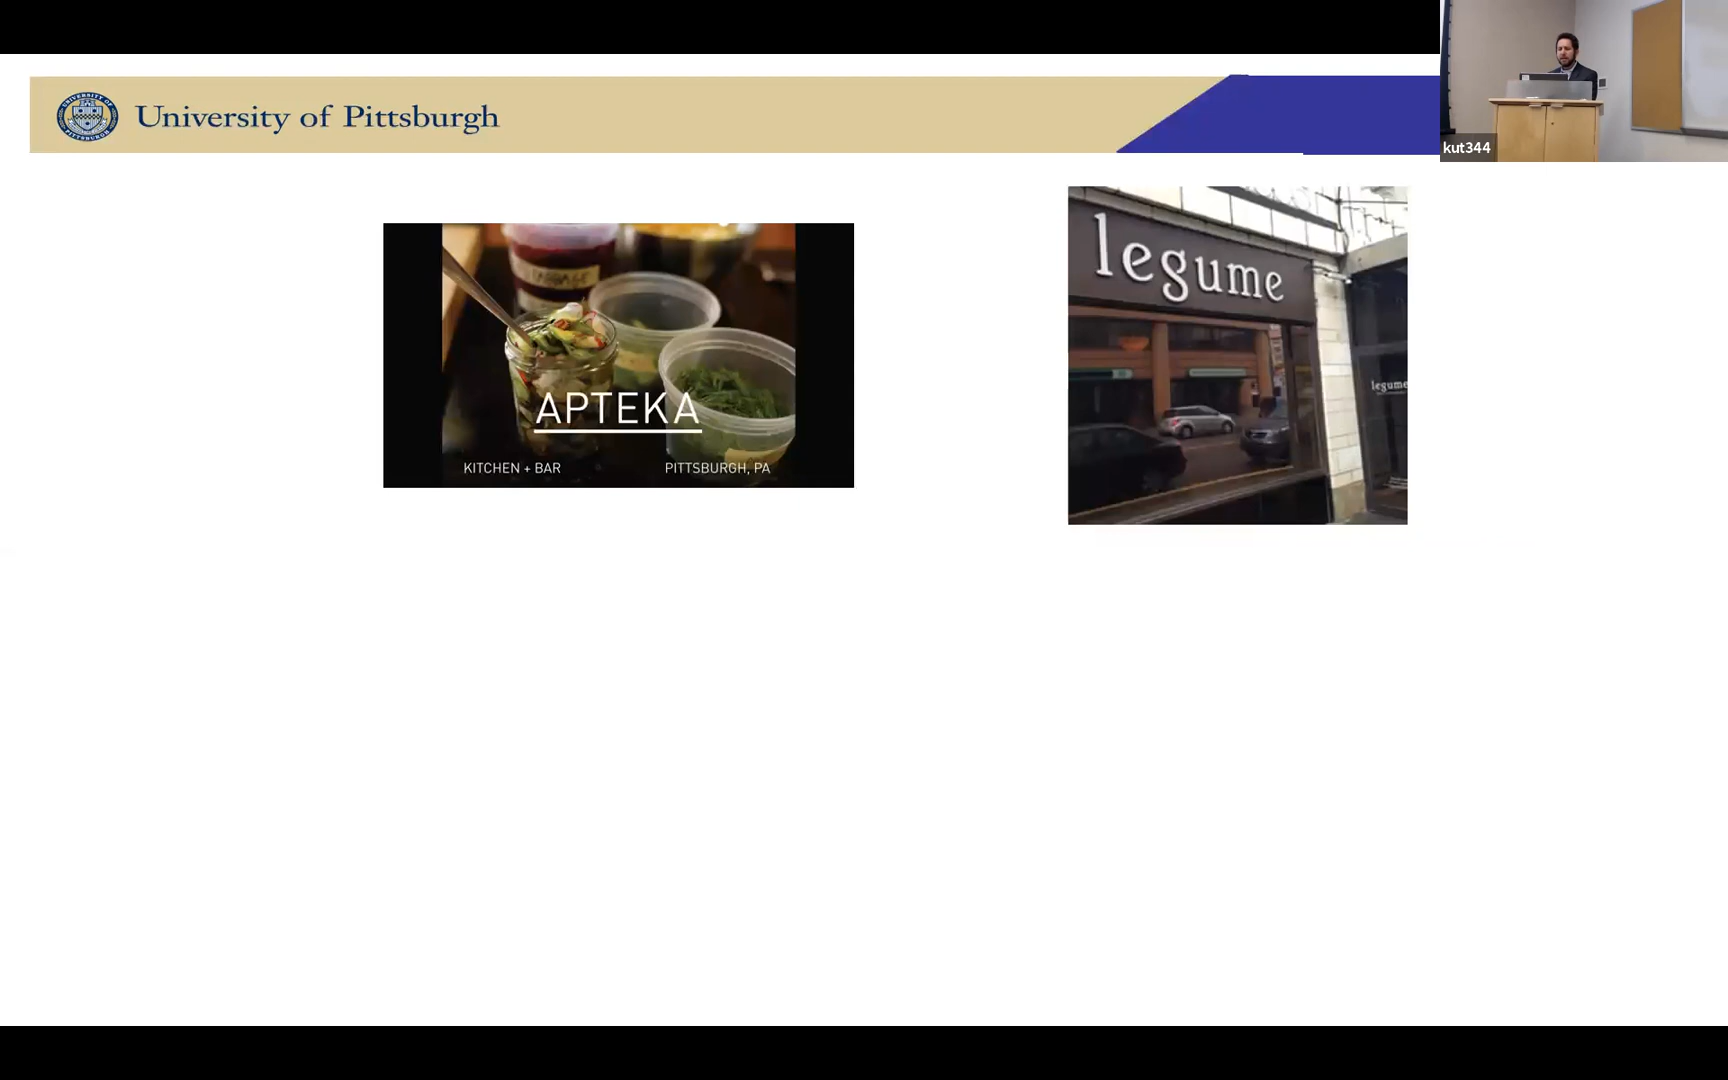 University of Pittsburgh
kut344
legume
legume
APTEKA
KITCHEN + BAR
PITTSBURGH, PA